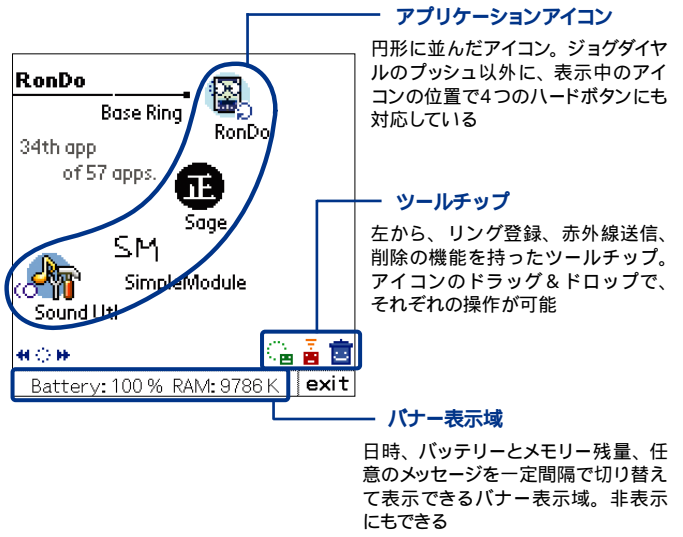 アプリケーションアイコン
円形に並んだアイコン。ジョグダイヤ
ルのプッシュ以外に、表示中のアイ
コンの位置で4つのハードボタンにも
対応している
RonDo
Base Ring
34th app
of 57 apps.
RonDo
正
Sage
SM
SimpleModule
Sound Utl
Battery: 100 % RAM: 9786 K
exit
ツールチップ
左から、リング登録、赤外線送信、
削除の機能を持ったツールチップ。
アイコンのドラッグ&ドロップで、
それぞれの操作が可能
バナー表示域
日時、バッテリーとメモリー残量、任
意のメッセージを一定間隔で切り替え
て表示できるバナー表示域。非表示
にもできる